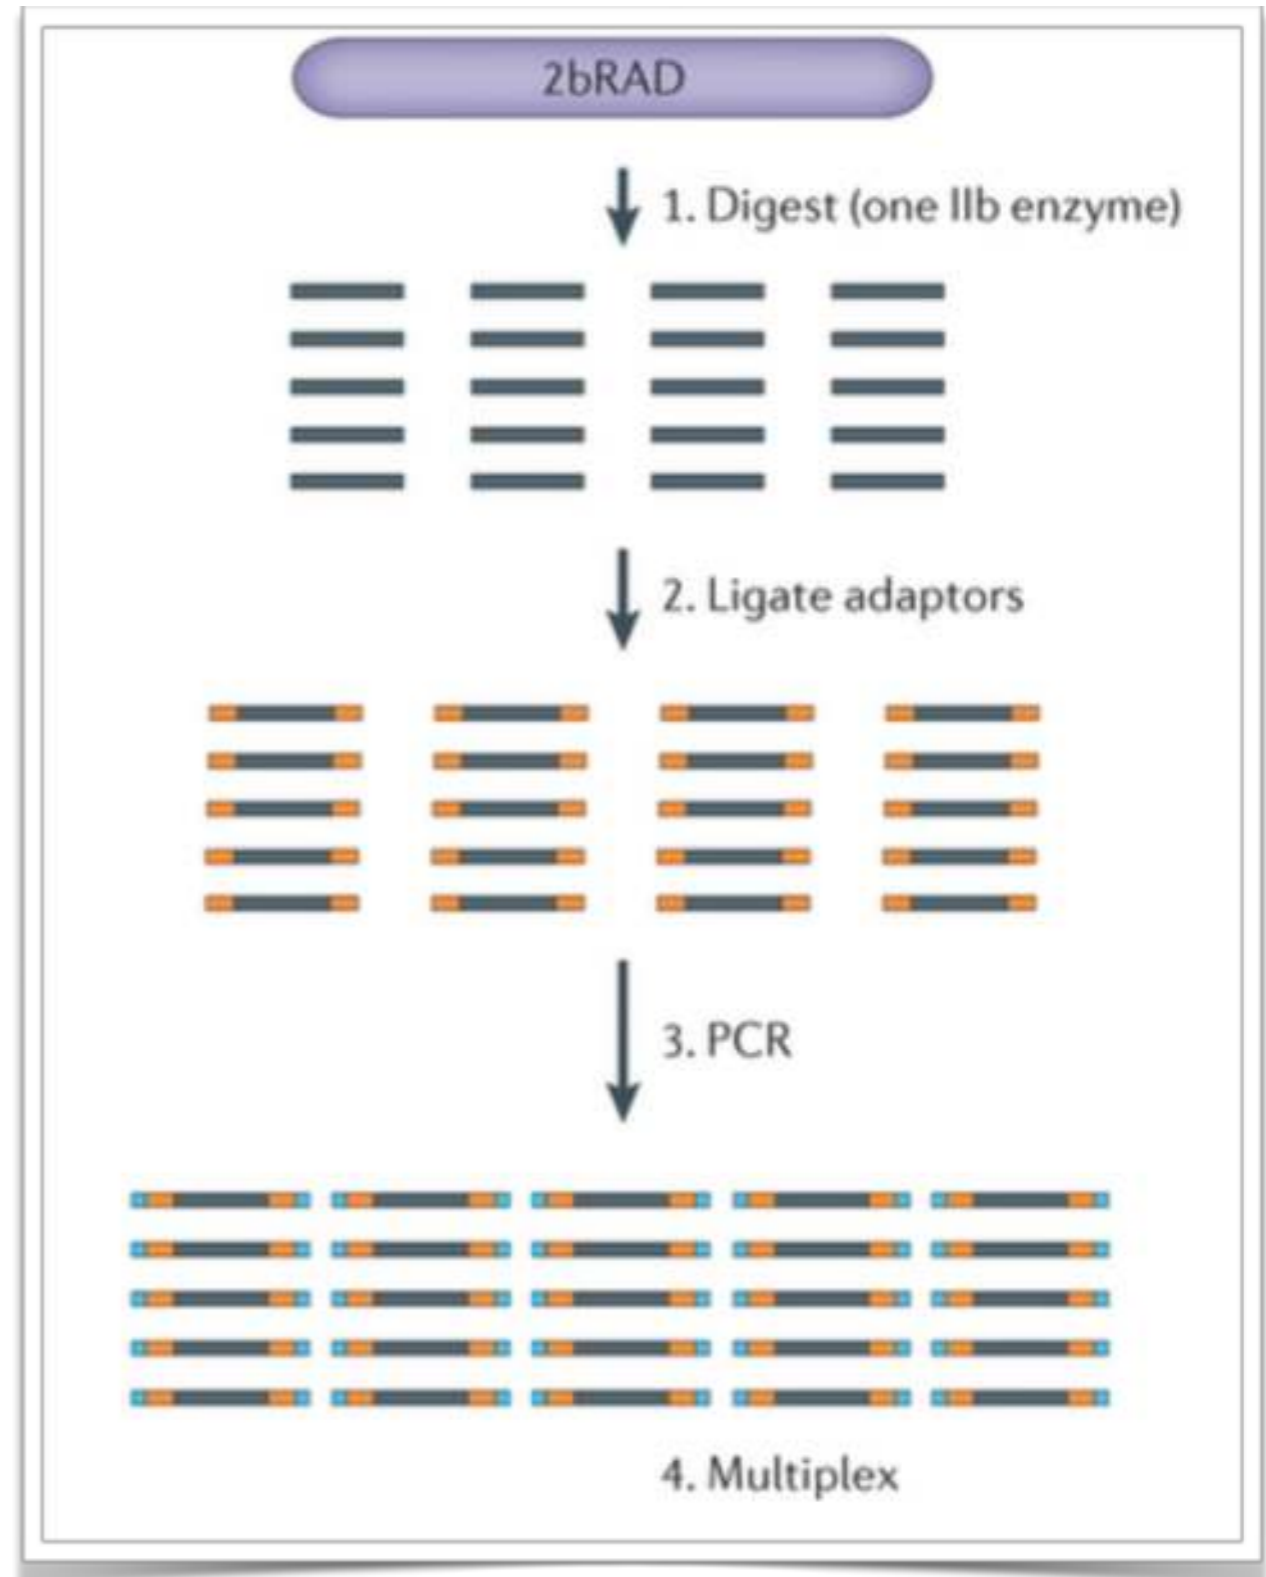 2bRAD
1. Digest (one IIb enzyme)
2. Ligate adaptors
3. PCR
4. Multiplex